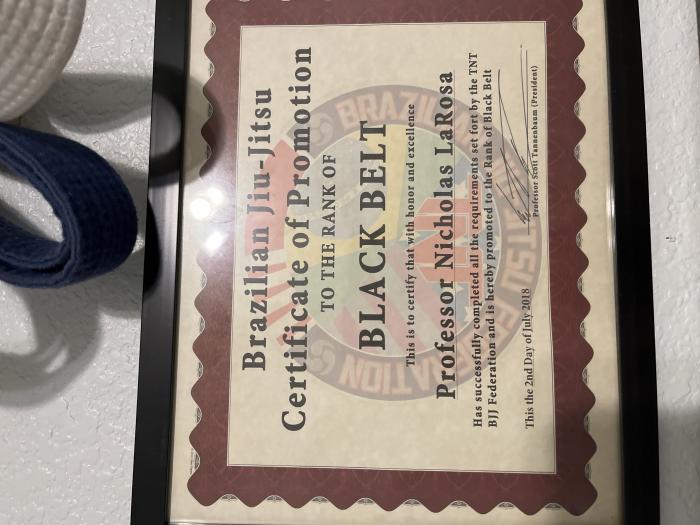 Brazilian Jiu-Jitsu
Certificate of Promotion
TO THE RANK OF
BLACK BELT
This is to certify that with honor and excellence
Professor Nicholas LaRosa
Has successfully completed all the requirements set fort by the TNT
BJJ Federation and is hereby promoted to the Rank of Black Belt
This the 2nd Day of July 2018
Professor Scott Tannenbaum (President)